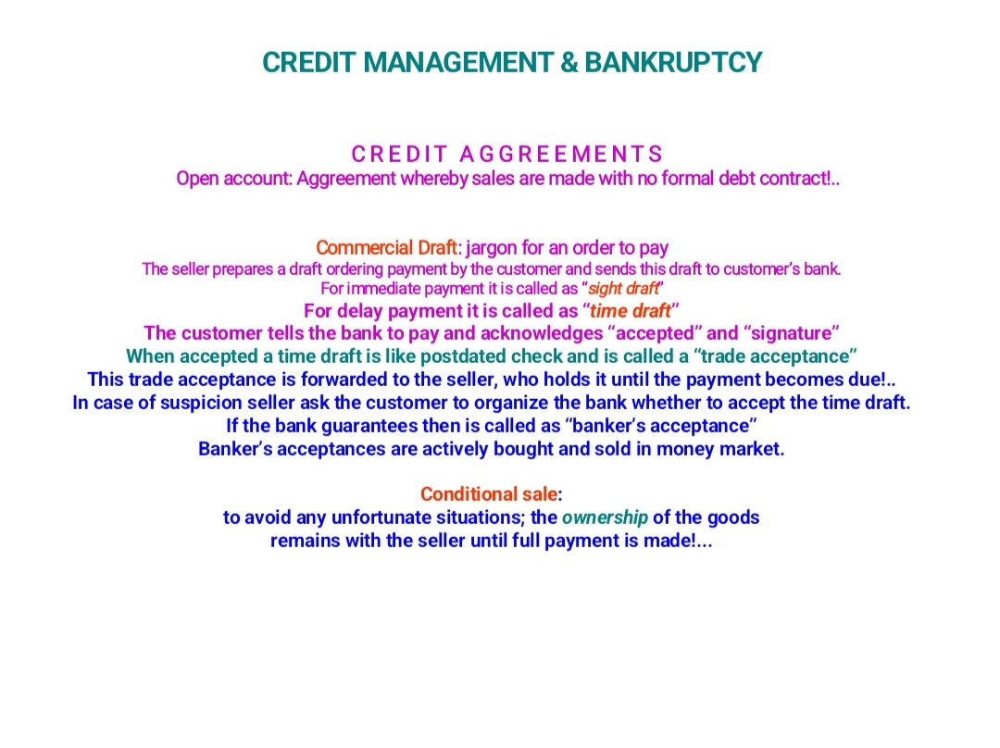 CREDIT MANAGEMENT & BANKRUPTCY
CREDIT AGGREEMENTS
Open account: Aggreement whereby sales are made with no formal debt contract!..
Commercial Draft: jargon for an order to pay
The seller prepares a draft ordering payment by the customer and sends this draft to customer’s bank.
For immediate payment it is called as “sight draft”
For delay payment it is called as “time draft”
The customer tells the bank to pay and acknowledges “accepted” and “signature”
When accepted a time draft is like postdated check and is called a “trade acceptance”
This trade acceptance is forwarded to the seller, who holds it until the payment becomes due!..
In case of suspicion seller ask the customer to organize the bank whether to accept the time draft.
If the bank guarantees then is called as “banker’s acceptance”
Banker’s acceptances are actively bought and sold in money market.
Conditional sale:
to avoid any unfortunate situations; the ownership of the goods
remains with the seller until full payment is made!...